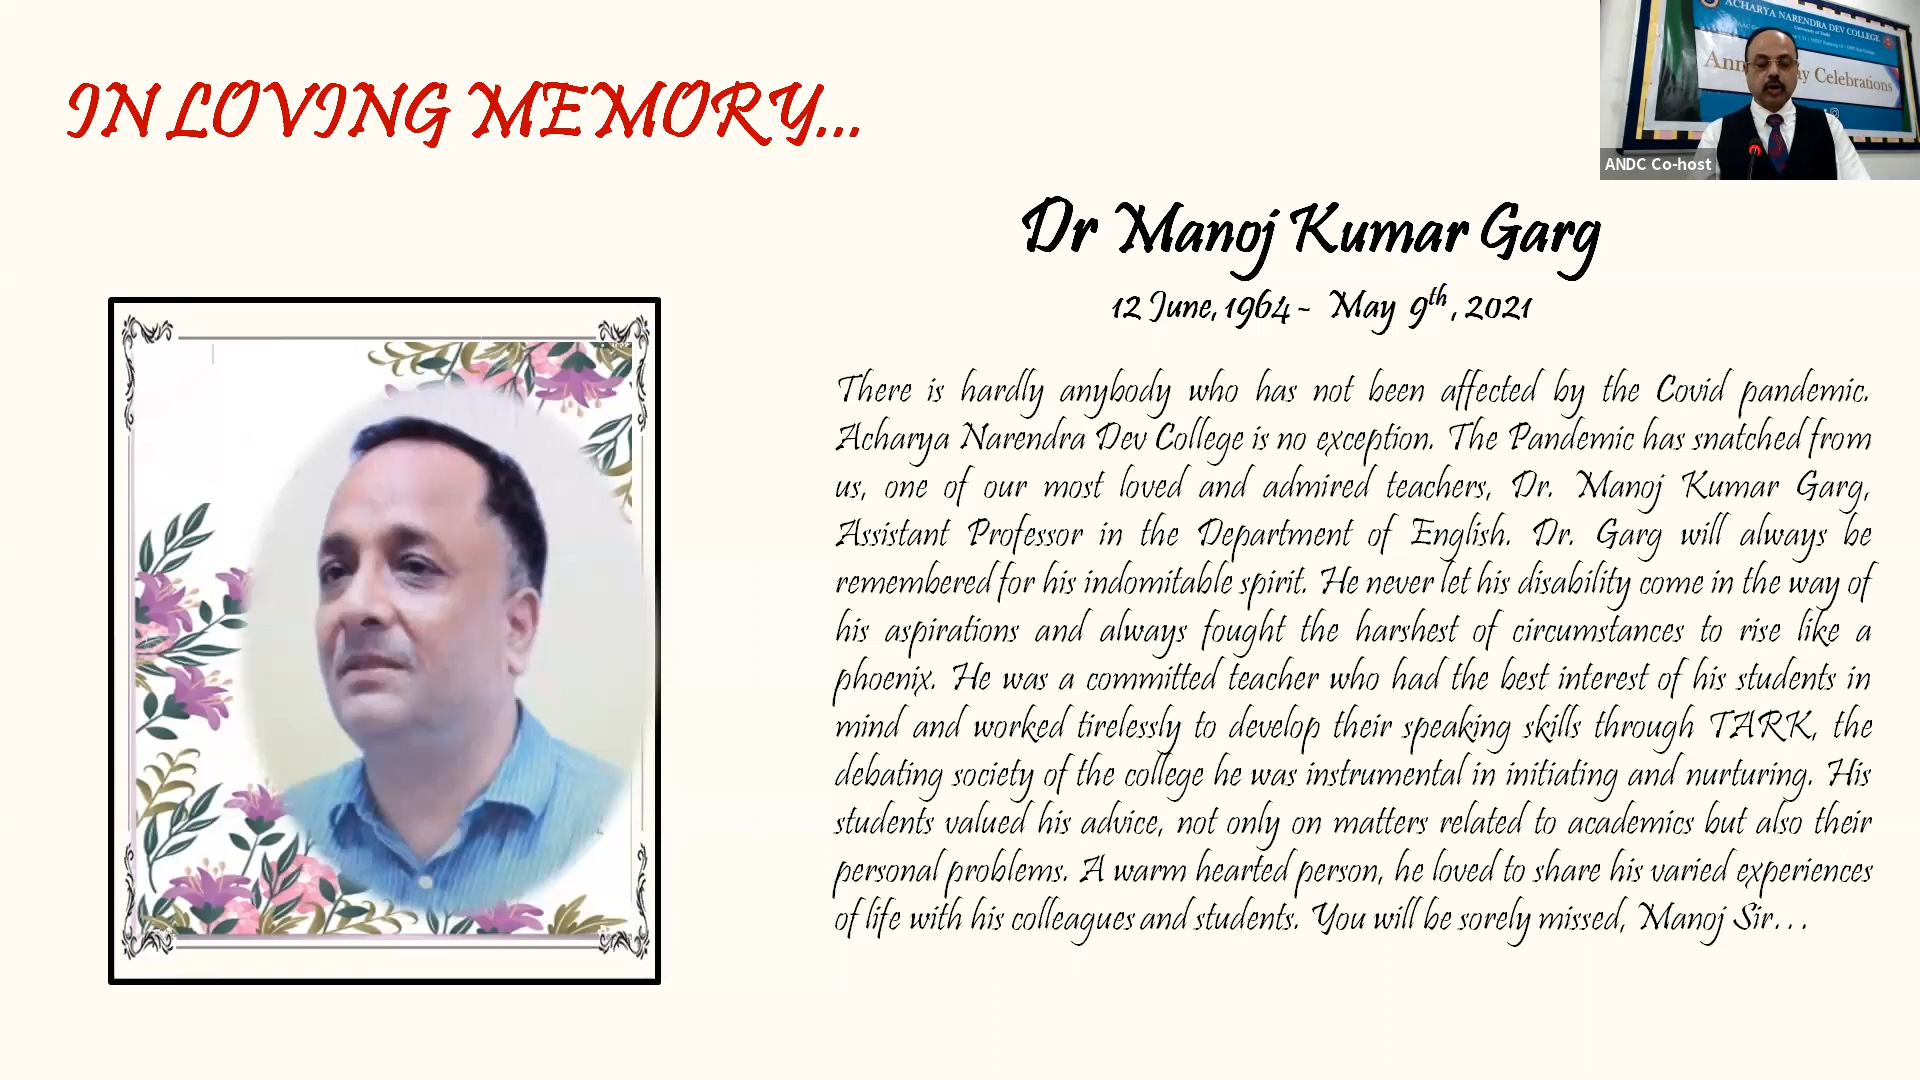 IN LOVING MEMORY...
ACHARYA NARENDRA DEV COLLEGE
University of Delhi
Celebrations
ANDC Co-host
Dr Manoj Kumar Garg
12 June, 1964 - May 9th, 2021
There is hardly anybody who has not been affected by the Covid pandemic.
Acharya Narendra Dev College is no exception. The Pandemic has snatched from
us, one of our most loved and admired teachers, Dr. Manoj Kumar Garg,
Assistant Professor in the Department of English. Dr. Garg will always be
remembered for his indomitable spirit. He never let his disability come in the way of
his aspirations and always fought the harshest of circumstances to rise like a
phoenix. He was a committed teacher who had the best interest of his students in
mind and worked tirelessly to develop their speaking skills through TARK, the
debating society of the college he was instrumental in initiating and nurturing. His
students valued his advice, not only on matters related to academics but also their
personal problems. A warm hearted person, he loved to share his varied experiences
of life with his colleagues and students. You will be sorely missed, Manoj Sir...